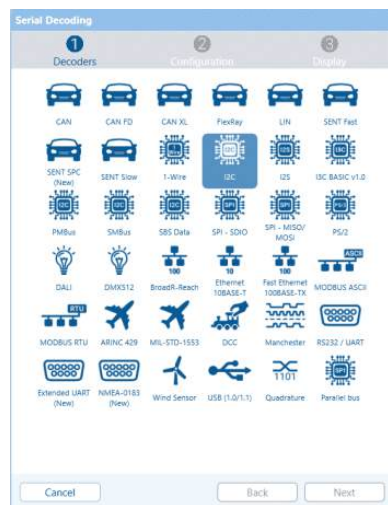 Serial Decoding
1 2 3
Decoders Configuration Display
CAN CAN FD CAN XL FlexRay LIN SENT Fast
SENT SPC (New) SENT Slow 1-Wire I2C I2S I3C BASIC v1.0
PMBus SMBus SBS Data SPI - SDIO SPI - MISO/ MOSI PS/2
DALI DMX512 BroadR-Reach Ethernet 10BASE-T Fast Ethernet 100BASE-TX MODBUS ASCII
MODBUS RTU ARINC 429 MIL-STD-1553 DCC Manchester RS232 / UART
Extended UART (New) NMEA-0183 (New) Wind Sensor USB (1.0/1.1) Quadrature Parallel bus
Cancel Back Next